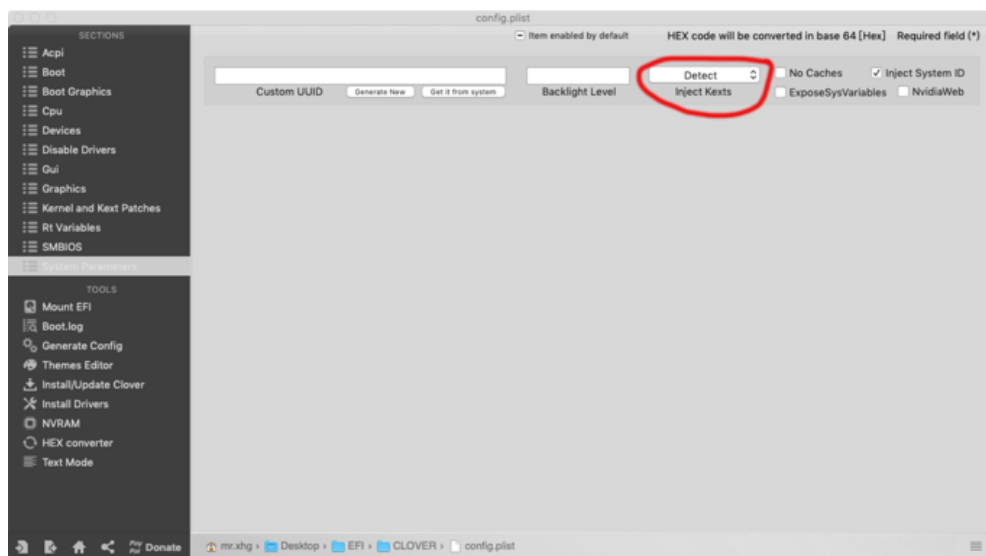 config.plist
SECTIONS
Acpi
Boot
Boot Graphics
Cpu
Devices
Disable Drivers
Gui
Graphics
Kernel and Kext Patches
Rt Variables
SMBIOS
System Parameters
TOOLS
Mount EFI
Boot.log
Generate Config
Themes Editor
Install/Update Clover
Install Drivers
NVRAM
HEX converter
Text Mode
Donate
Item enabled by default HEX code will be converted in base 64 [Hex] Required field (*)
Detect No Caches Inject System ID
Custom UUID Generate New Get it from system Backlight Level Inject Kexts ExposeSysVariables NvidiaWeb
mr.xhg › Desktop › EFI › CLOVER › config.plist